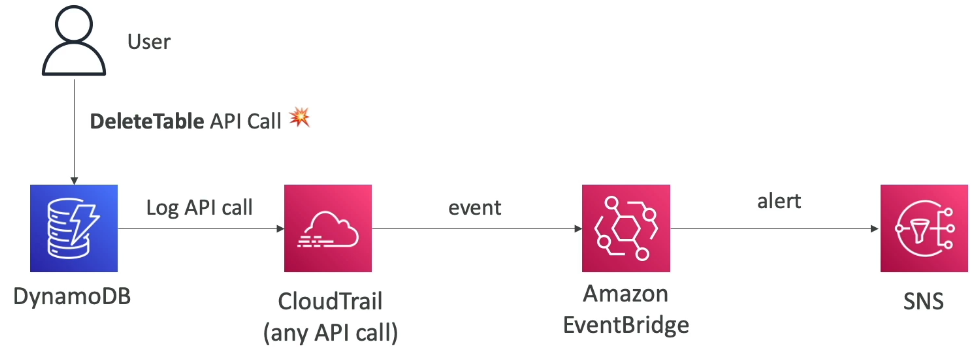 User
DeleteTable API Call
Log API call
event
alert
DynamoDB
CloudTrail
(any API call)
Amazon
EventBridge
SNS